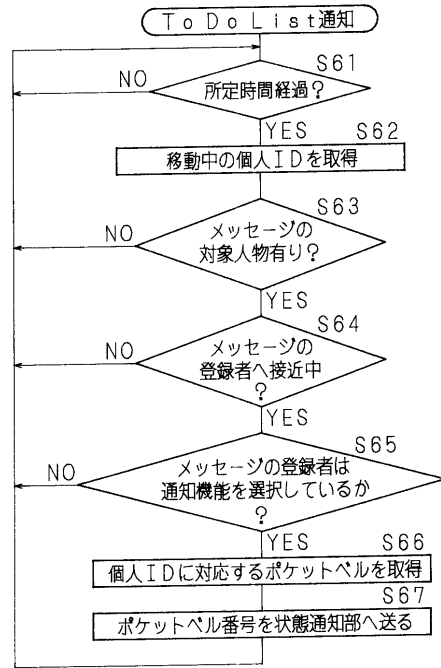 ＴｏＤｏＬｉｓｔ通知
S61
NO
所定時間経過？
YES
S62
移動中の個人ＩＤを取得
S63
メッセージの
NO
対象人物有り？
YES
S64
メッセージの
NO
登録者へ接近中
？
YES
S65
メッセージの登録者は
NO
通知機能を選択しているか
？
YES
S66
個人ＩＤに対応するポケットベルを取得
S67
ポケットベル番号を状態通知部へ送る